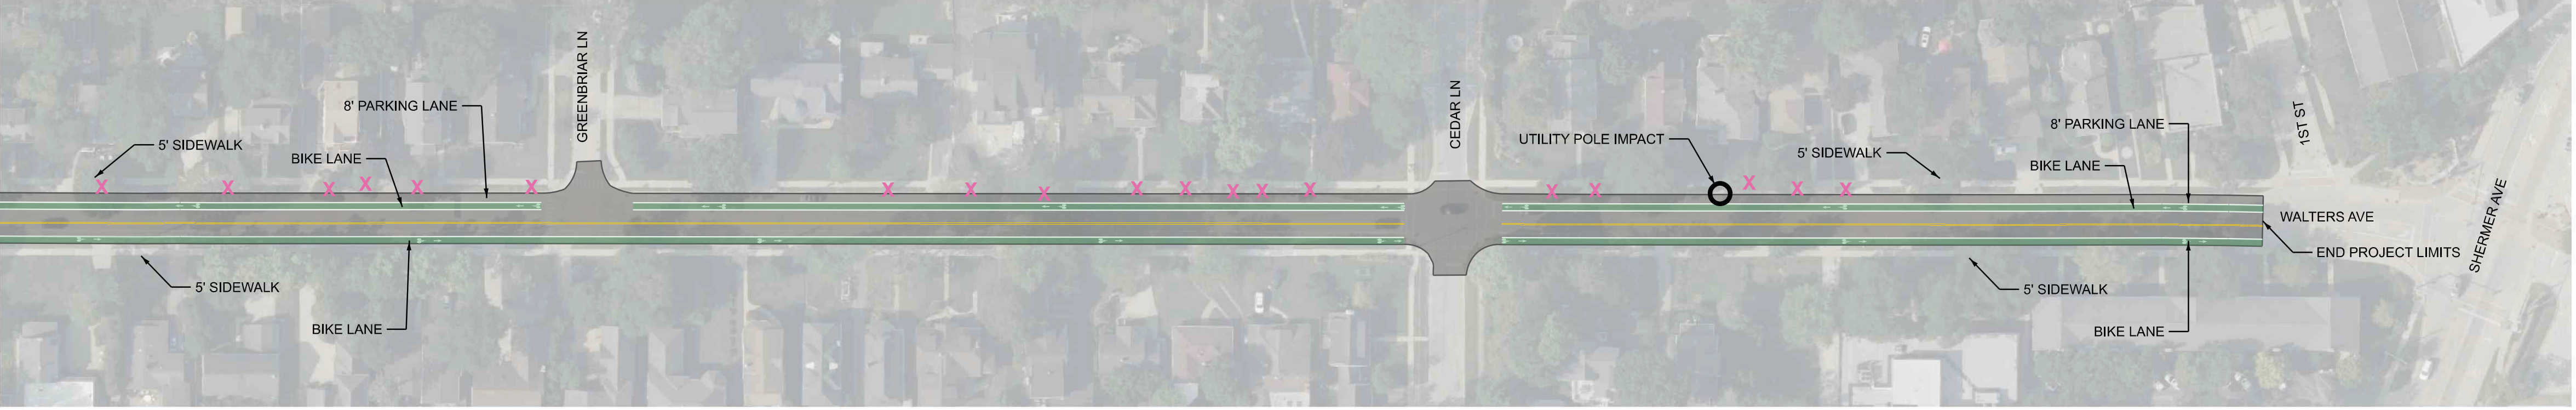 GREENBRIAR LN
8' PARKING LANE
5' SIDEWALK
BIKE LANE
X X X X X X
5' SIDEWALK
BIKE LANE
CEDAR LN
X X X X X X X X
UTILITY POLE IMPACT
5' SIDEWALK
X X X X X
8' PARKING LANE
BIKE LANE
1ST ST
WALTERS AVE
END PROJECT LIMITS
SHERMER AVE
5' SIDEWALK
BIKE LANE